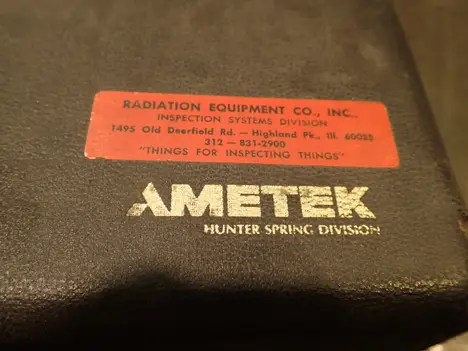 RADIATION EQUIPMENT CO., INC.,
INSPECTION SYSTEMS DIVISION
1495 Old Deerfield Rd. — Highland Pk., Ill. 60035
312 — 831-2900
"THINGS FOR INSPECTING THINGS"
AMETEK
HUNTER SPRING DIVISION